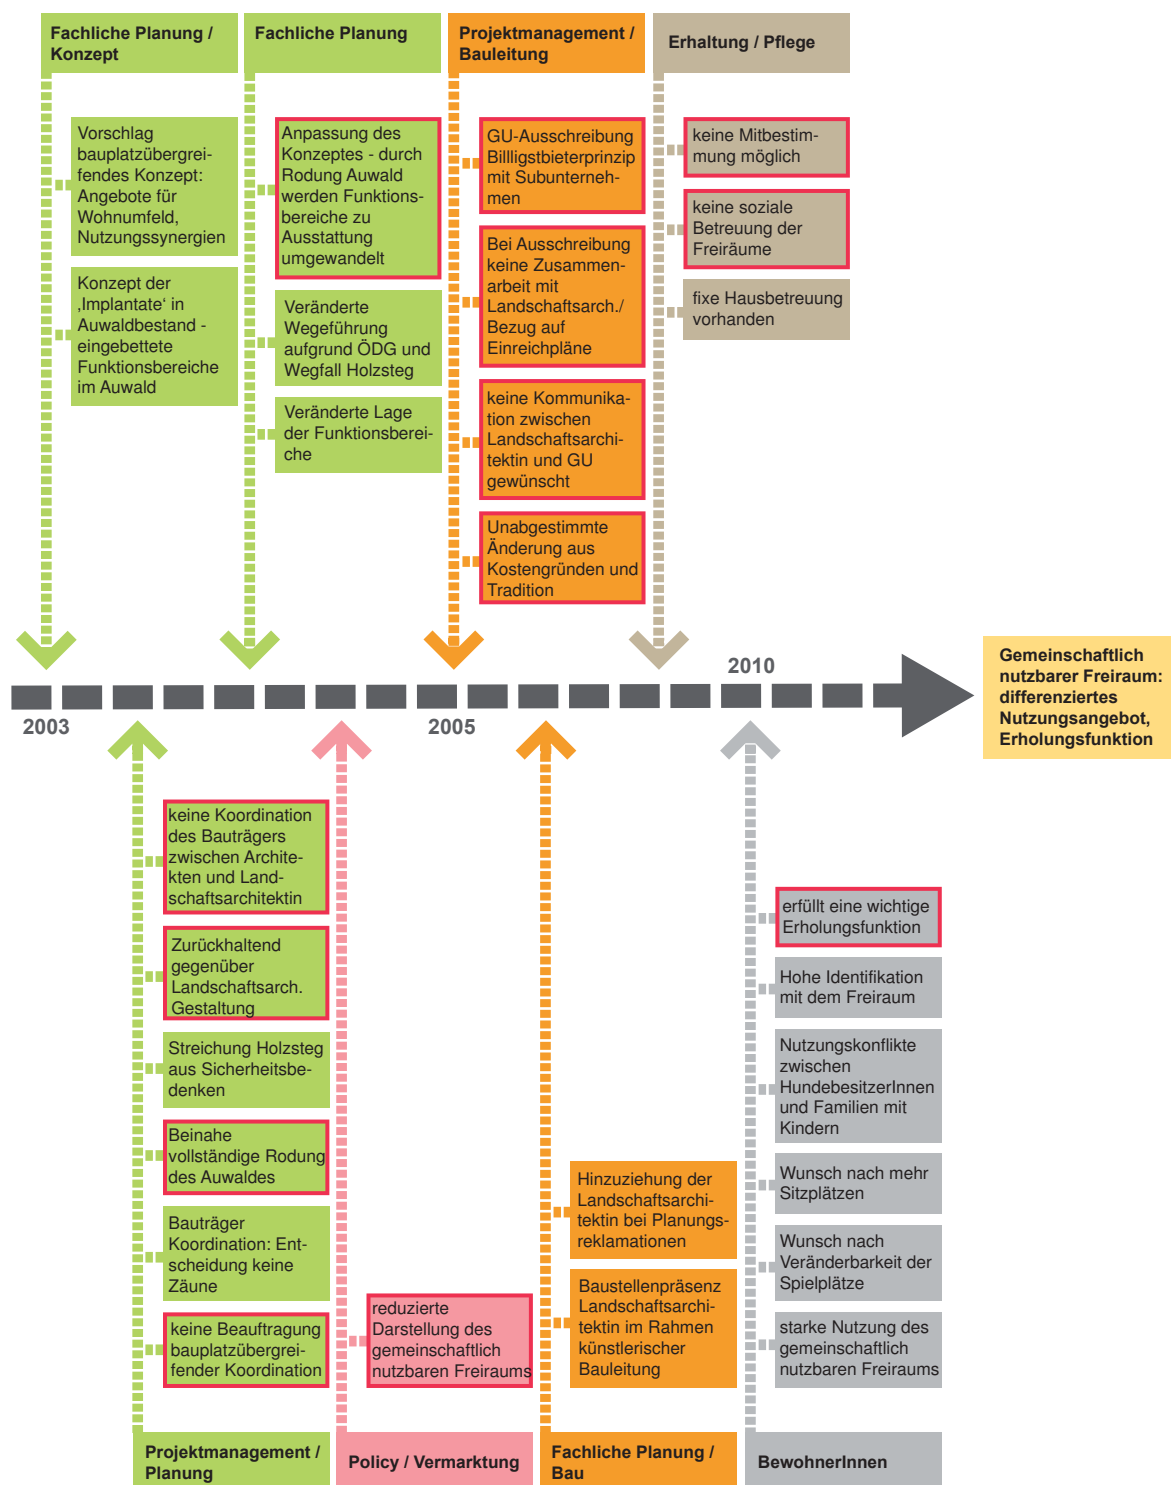 Fachliche Planung /
Konzept
Vorschlag
bauplatzübergrei-
fendes Konzept:
Angebote für
Wohnumfeld,
Nutzungssynergien
Konzept der
‚Implantate‘ in
Auwaldbestand -
eingebettete
Funktionsbereiche
im Auwald
Fachliche Planung
Anpassung des
Konzeptes - durch
Rodung Auwald
werden Funktions-
bereiche zu
Ausstattung
umgewandelt
Veränderte
Wegeführung
aufgrund ÖDG und
Wegfall Holzsteg
Veränderte Lage
der Funktionsberei-
che
Projektmanagement /
Bauleitung
GU-Ausschreibung
Billligstbieterprinzip
mit Subunterneh-
men
Bei Ausschreibung
keine Zusammen-
arbeit mit
Landschaftsarch./
Bezug auf
Einreichpläne
keine Kommunika-
tion zwischen
Landschaftsarchi-
tektin und GU
gewünscht
Unabgestimmte
Änderung aus
Kostengründen und
Tradition
Erhaltung / Pflege
keine Mitbestim-
mung möglich
keine soziale
Betreuung der
Freiräume
fixe Hausbetreuung
vorhanden
2003
2005
2010
Gemeinschaftlich
nutzbarer Freiraum:
differenziertes
Nutzungsangebot,
Erholungsfunktion
keine Koordination
des Bauträgers
zwischen Archite-
kten und Land-
schaftsarchitektin
Zurückhaltend
gegenüber
Landschaftsarch.
Gestaltung
Streichung Holzsteg
aus Sicherheitsbe-
denken
Beinahe
vollständige Rodung
des Auwaldes
Bauträger
Koordination: Ent-
scheidung keine
Zäune
keine Beauftragung
bauplatzübergrei-
fender Koordination
Projektmanagement /
Planung
reduzierte
Darstellung des
gemeinschaftlich
nutzbaren Freiraums
Policy / Vermarktung
Hinzuziehung der
Landschaftsarchi-
tektin bei Planungs-
reklamationen
Baustellenpräsenz
Landschaftsarchi-
tektin im Rahmen
künstlerischer
Bauleitung
Fachliche Planung /
Bau
erfüllt eine wichtige
Erholungsfunktion
Hohe Identifikation
mit dem Freiraum
Nutzungskonflikte
zwischen
HundebesitzerInnen
und Familien mit
Kindern
Wunsch nach mehr
Sitzplätzen
Wunsch nach
Veränderbarkeit der
Spielplätze
starke Nutzung des
gemeinschaftlich
nutzbaren Freiraums
BewohnerInnen